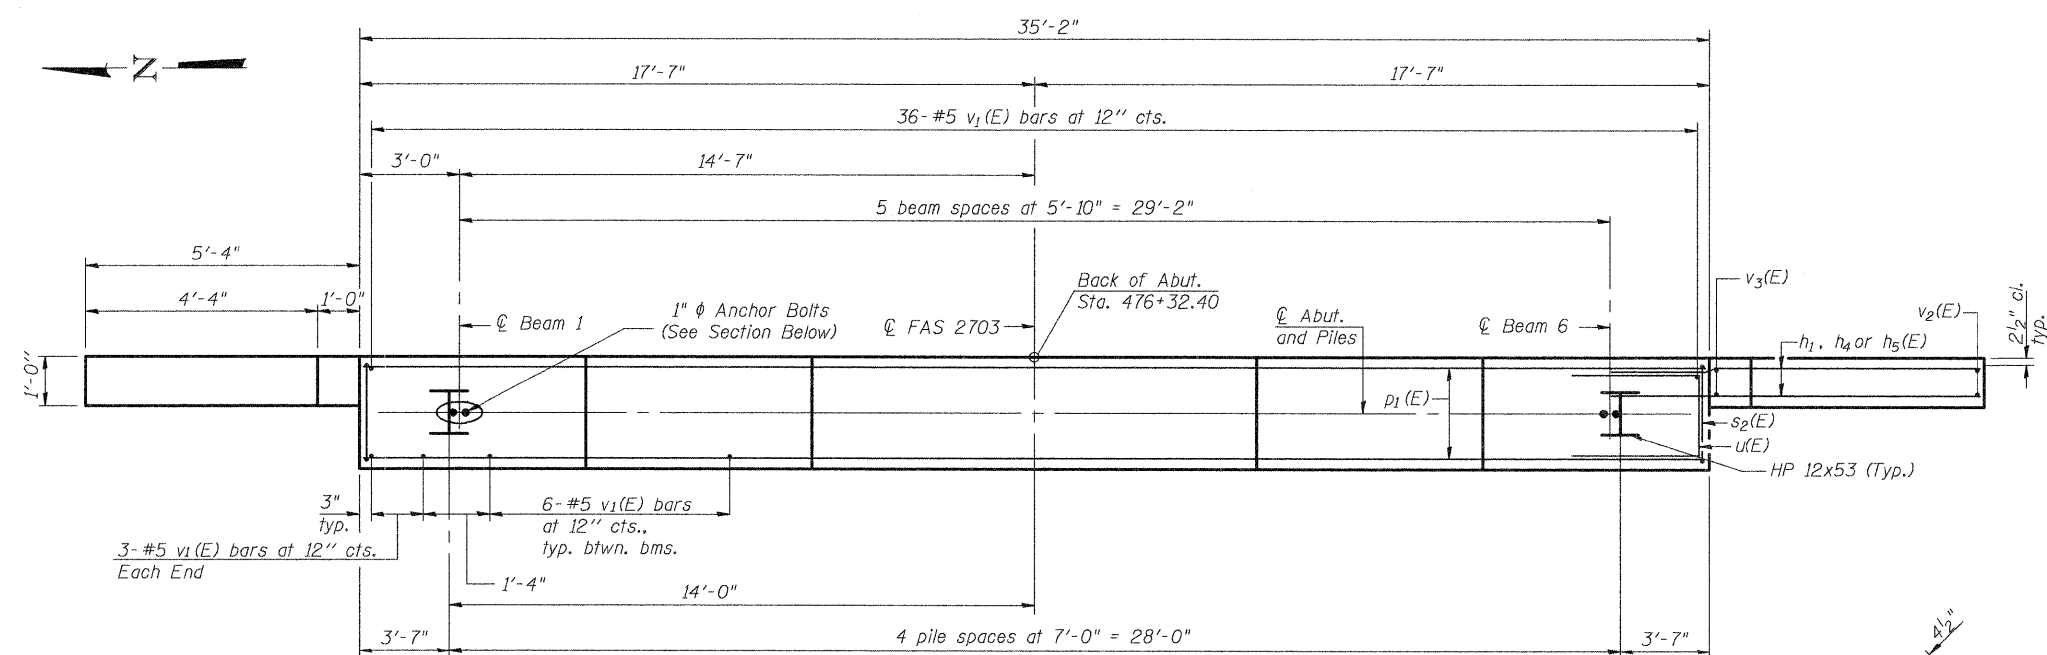 35'-2"
N
17'-7" 17'-7"
36-#5 v1(E) bars at 12" cts.
3'-0" 14'-7"
5 beam spaces at 5'-10" = 29'-2"
5'-4"
4'-4" 1'-0"
1" ϕ Anchor Bolts
(See Section Below)
℄ Beam 1
℄ FAS 2703
Back of Abut.
Sta. 476+32.40
℄ Abut.
and Piles
℄ Beam 6
v3(E)
v2(E)
2½" cl.
typ.
h1, h4 or h5(E)
1'-0"
p1(E)
s2(E)
u(E)
HP 12x53 (Typ.)
3"
typ.
6-#5 v1(E) bars
at 12" cts.,
typ. btwn. bms.
3-#5 v1(E) bars at 12" cts.
Each End
1'-4"
14'-0"
3'-7" 4 pile spaces at 7'-0" = 28'-0" 3'-7"
4½"